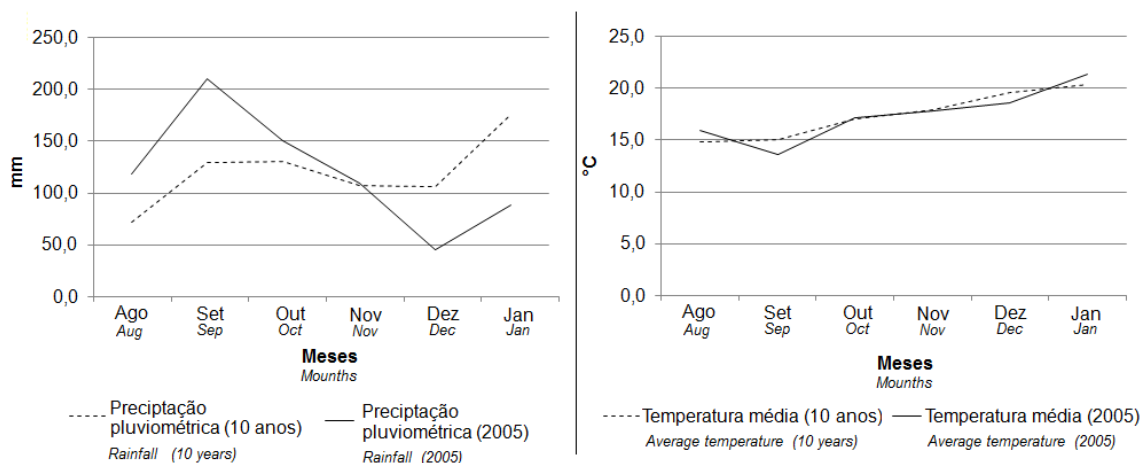 250,0
200,0
150,0
100,0
50,0
0,0
mm
Ago Set Out Nov Dez Jan
Aug Sep Oct Nov Dec Jan
Meses
Mounths
Preciptação pluviométrica (10 anos)
Rainfall (10 years)
Preciptação pluviométrica (2005)
Rainfall (2005)
25,0
20,0
15,0
10,0
5,0
0,0
°C
Ago Set Out Nov Dez Jan
Aug Sep Oct Nov Dec Jan
Meses
Mounths
Temperatura média (10 anos)
Average temperature (10 years)
Temperatura média (2005)
Average temperature (2005)